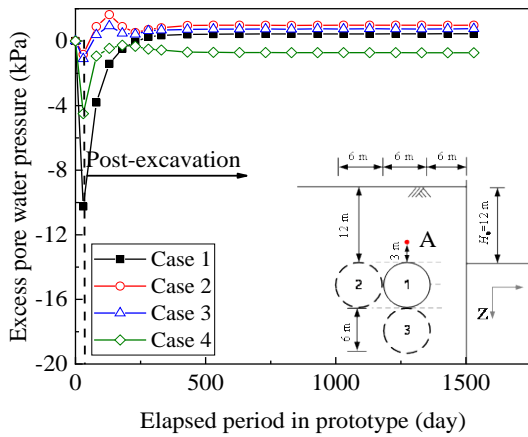 Excess pore water pressure (kPa)
0
-4
-8
-12
-16
-20
0
500
1000
1500
Elapsed period in prototype (day)
Post-excavation
Case 1
Case 2
Case 3
Case 4
6 m
6 m
6 m
12 m
He=12 m
A
3 m
2
1
3
6 m
Z